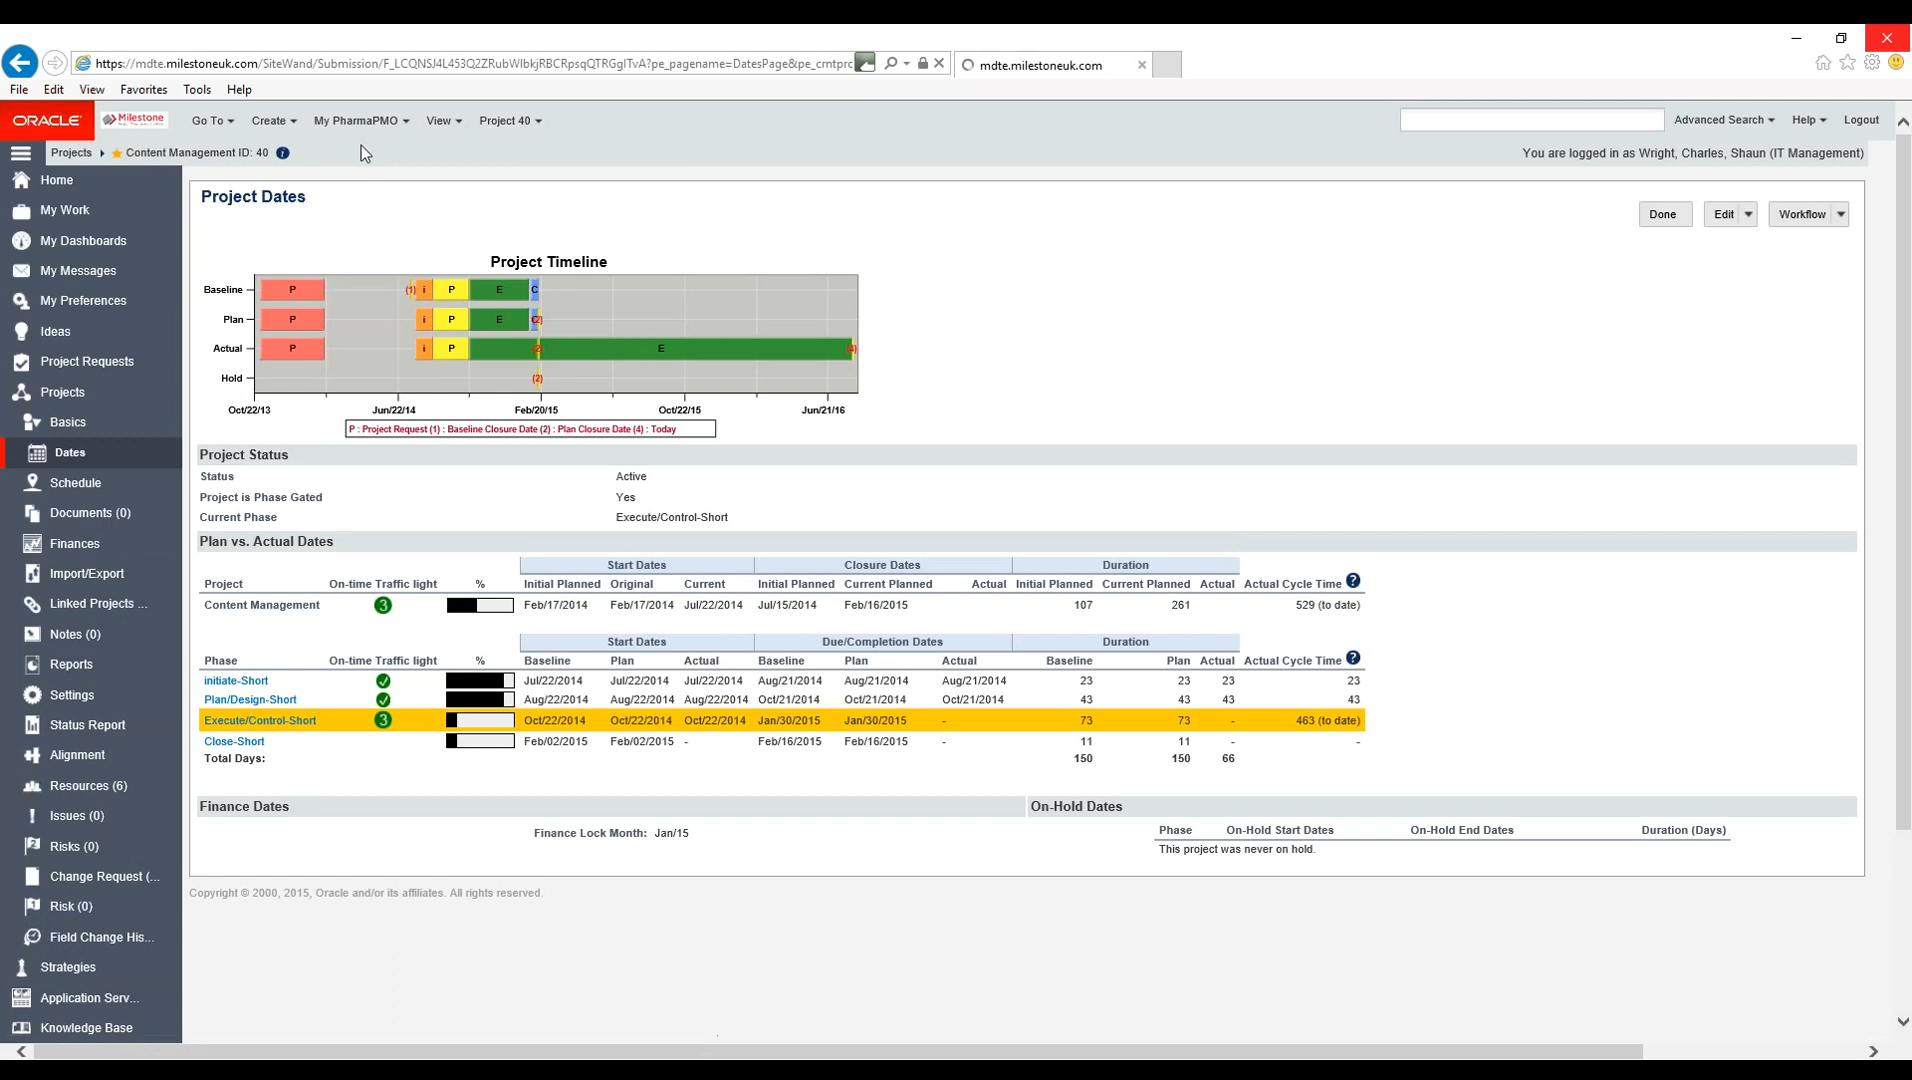 https://mdte.milestoneuk.com/SiteWand/Submission/F_LCQNSJ4L453Q2ZRubWIbkjRBCRpsqQTRGglTvA?pe_pagename=DatesPage&pe_crntprc
mdte.milestoneuk.com
File Edit View Favorites Tools Help
ORACLE Milestone Go To Create My PharmaPMO View Project 40 Advanced Search Help Logout
Projects Content Management ID: 40 You are logged in as Wright, Charles, Shaun (IT Management)
Home
My Work
My Dashboards
My Messages
My Preferences
Ideas
Project Requests
Projects
Basics
Dates
Schedule
Documents (0)
Finances
Import/Export
Linked Projects ...
Notes (0)
Reports
Settings
Status Report
Alignment
Resources (6)
Issues (0)
Risks (0)
Change Request (...
Risk (0)
Field Change His...
Strategies
Application Serv...
Knowledge Base
Project Dates
Done Edit Workflow
Project Timeline
Baseline P (1) i P E C
Plan P i P E (2)
Actual P i P (2) E (4)
Hold (2)
Oct/22/13 Jun/22/14 Feb/20/15 Oct/22/15 Jun/21/16
P : Project Request (1) : Baseline Closure Date (2) : Plan Closure Date (4) : Today
Project Status
Status Active
Project is Phase Gated Yes
Current Phase Execute/Control-Short
Plan vs. Actual Dates
Start Dates Closure Dates Duration
Project On-time Traffic light % Initial Planned Original Current Initial Planned Current Planned Actual Initial Planned Current Planned Actual Actual Cycle Time ?
Content Management 3 Feb/17/2014 Feb/17/2014 Jul/22/2014 Jul/15/2014 Feb/16/2015 107 261 529 (to date)
Start Dates Due/Completion Dates Duration
Phase On-time Traffic light % Baseline Plan Actual Baseline Plan Actual Baseline Plan Actual Actual Cycle Time ?
initiate-Short Jul/22/2014 Jul/22/2014 Jul/22/2014 Aug/21/2014 Aug/21/2014 Aug/21/2014 23 23 23 23
Plan/Design-Short Aug/22/2014 Aug/22/2014 Aug/22/2014 Oct/21/2014 Oct/21/2014 Oct/21/2014 43 43 43 43
Execute/Control-Short 3 Oct/22/2014 Oct/22/2014 Oct/22/2014 Jan/30/2015 Jan/30/2015 - 73 73 - 463 (to date)
Close-Short Feb/02/2015 Feb/02/2015 - Feb/16/2015 Feb/16/2015 - 11 11 - -
Total Days: 150 150 66
Finance Dates
Finance Lock Month: Jan/15
On-Hold Dates
Phase On-Hold Start Dates On-Hold End Dates Duration (Days)
This project was never on hold.
Copyright © 2000, 2015, Oracle and/or its affiliates. All rights reserved.